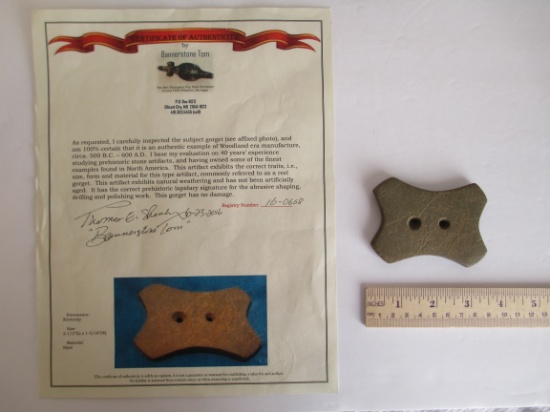 CERTIFICATE OF AUTHENTICITY
by
Bannerstone Tom
As requested, I carefully inspected the subject gorget (see affixed photo), and
am 100% certain that it is an authentic example of Woodland era manufacture,
circa. 500 B.C. - 600 A.D. I base my evaluation on 40 years' experience
studying prehistoric stone artifacts, and having owned some of the finest
examples found in North America. This artifact exhibits the correct traits, i.e.,
size, form and material for this type artifact, commonly referred to as a reel
gorget. This artifact exhibits natural weathering and has not been artificially
aged. It has the correct prehistoric lapidary signature for the abrasive shaping,
drilling and polishing work. This gorget has no damage.
Registry Number: 16-0668
"Bannerstone Tom"
Provenance:
Kentucky
Size
Material:
1 2 3 4 5